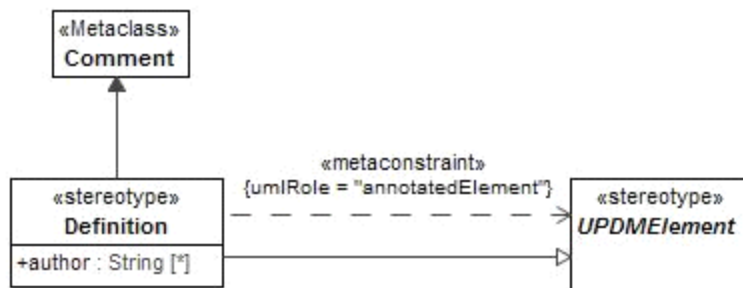 «Metaclass»
Comment
«metaconstraint»
{umlRole = "annotatedElement"}
«stereotype»
Definition
+author : String [*]
«stereotype»
UPDMElement